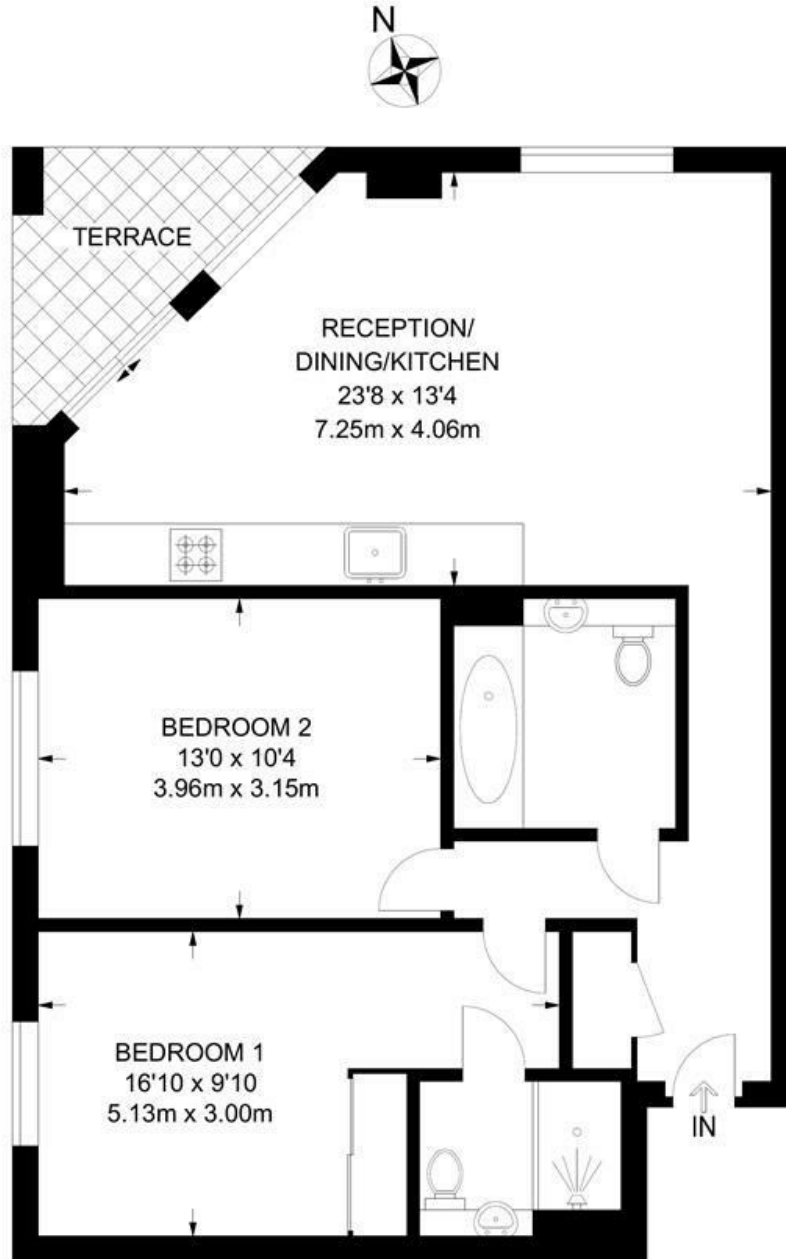 N
TERRACE
RECEPTION/
DINING/KITCHEN
23'8 x 13'4
7.25m x 4.06m
BEDROOM 2
13'0 x 10'4
3.96m x 3.15m
BEDROOM 1
16'10 x 9'10
5.13m x 3.00m
IN